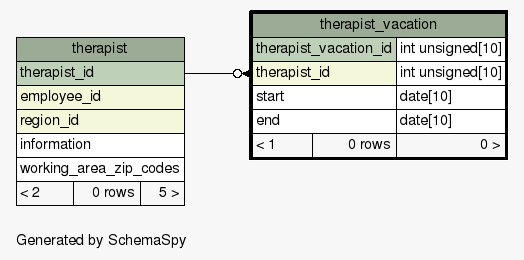 therapist
therapist_id
employee_id
region_id
information
working_area_zip_codes
< 2 0 rows 5 >
therapist_vacation
therapist_vacation_id int unsigned[10]
therapist_id int unsigned[10]
start date[10]
end date[10]
< 1 0 rows 0 >
Generated by SchemaSpy